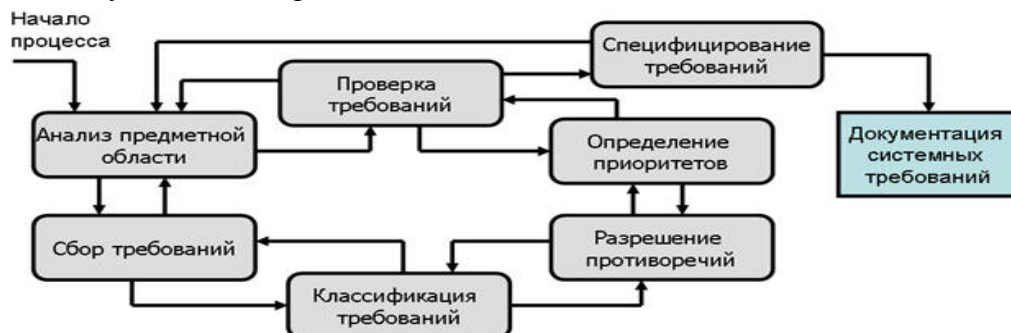 Начало
процесса
Спецификация
требований
Проверка
требований
Анализ предметной
области
Определение
приоритетов
Документация
системных
требований
Сбор требований
Разрешение
противоречий
Классификация
требований